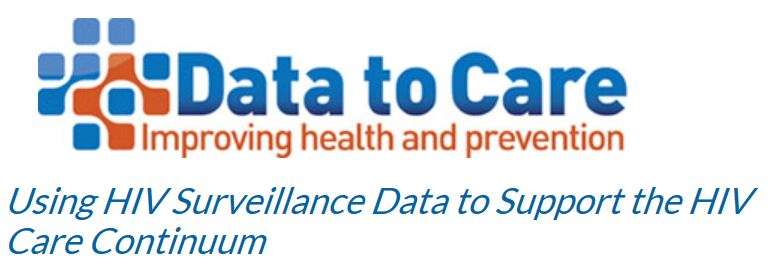 Data to Care
Improving health and prevention
Using HIV Surveillance Data to Support the HIV
Care Continuum